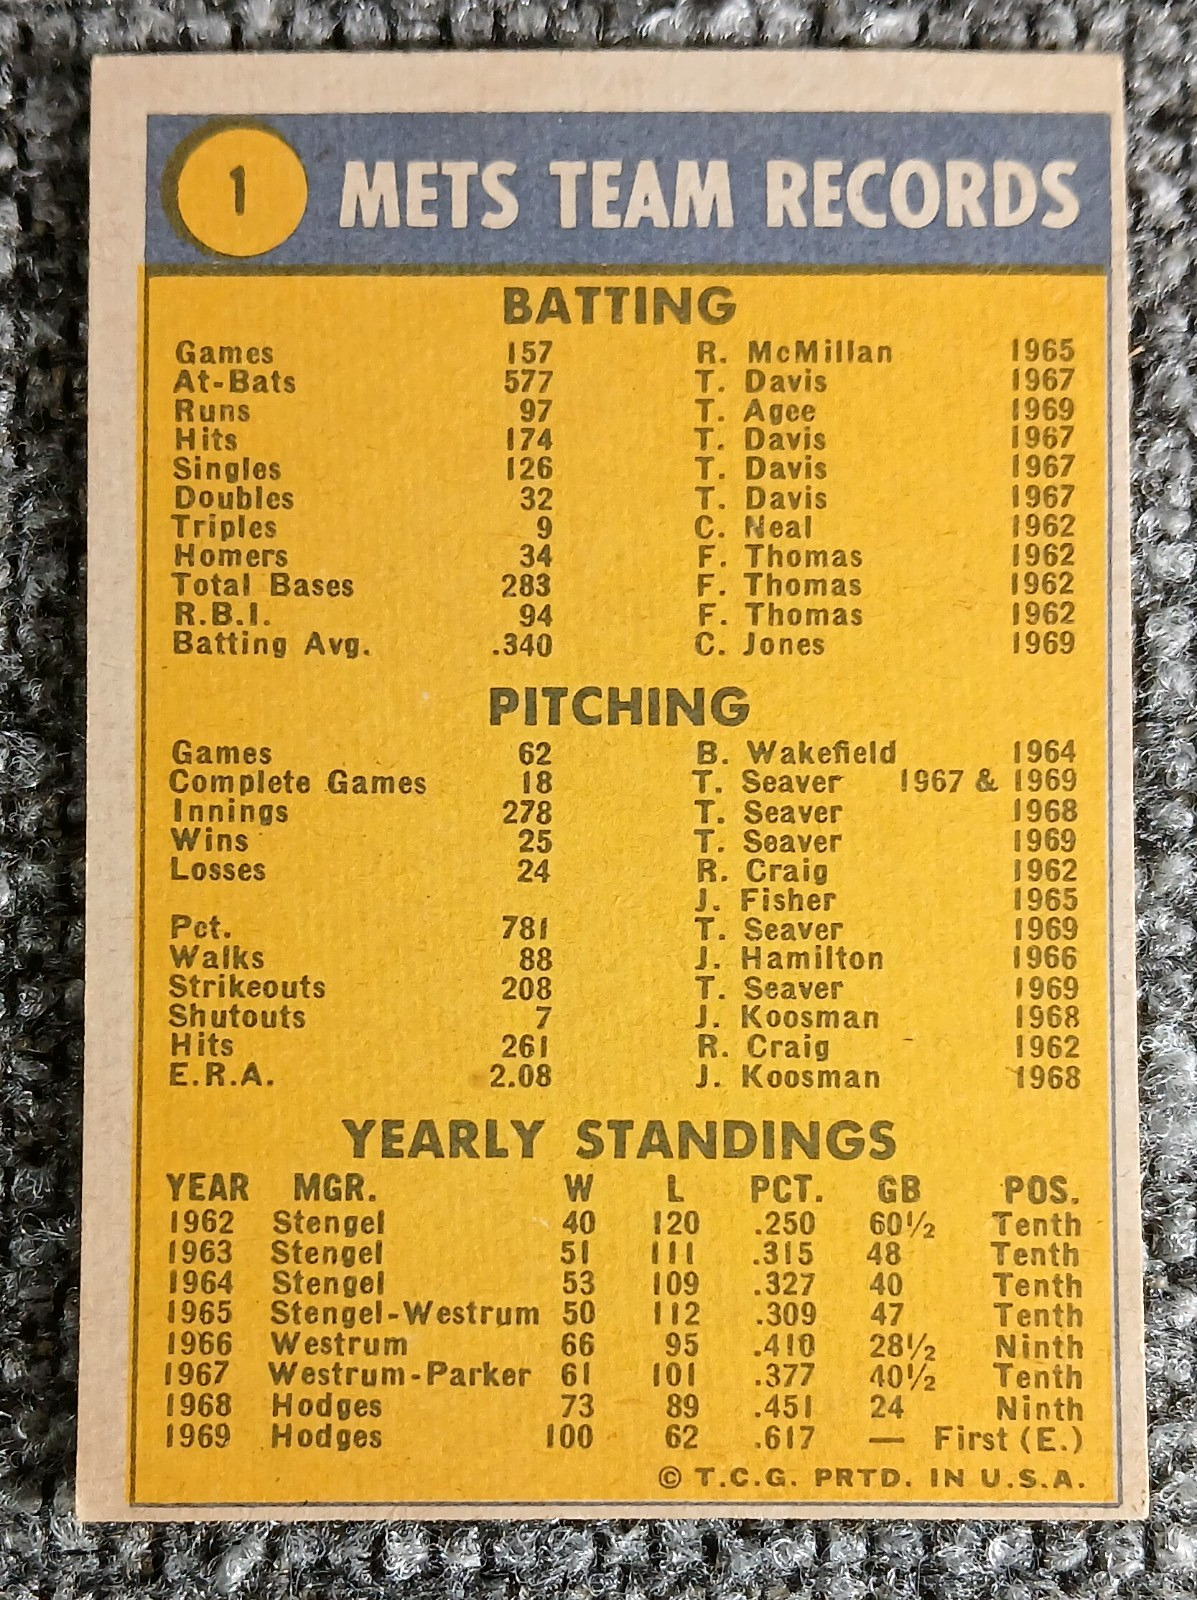 1 METS TEAM RECORDS
BATTING
Games 157 R. McMillan 1965
At-Bats 577 T. Davis 1967
Runs 97 T. Agee 1969
Hits 174 T. Davis 1967
Singles 126 T. Davis 1967
Doubles 32 T. Davis 1967
Triples 9 C. Neal 1962
Homers 34 F. Thomas 1962
Total Bases 283 F. Thomas 1962
R.B.I. 94 F. Thomas 1962
Batting Avg. .340 C. Jones 1969
PITCHING
Games 62 B. Wakefield 1964
Complete Games 18 T. Seaver 1967 & 1969
Innings 278 T. Seaver 1968
Wins 25 T. Seaver 1969
Losses 24 R. Craig 1962
J. Fisher 1965
Pct. 781 T. Seaver 1969
Walks 88 J. Hamilton 1966
Strikeouts 208 T. Seaver 1969
Shutouts 7 J. Koosman 1968
Hits 261 R. Craig 1962
E.R.A. 2.08 J. Koosman 1968
YEARLY STANDINGS
YEAR MGR. W L PCT. GB POS.
1962 Stengel 40 120 .250 60½ Tenth
1963 Stengel 51 111 .315 48 Tenth
1964 Stengel 53 109 .327 40 Tenth
1965 Stengel-Westrum 50 112 .309 47 Tenth
1966 Westrum 66 95 .410 28½ Ninth
1967 Westrum-Parker 61 101 .377 40½ Tenth
1968 Hodges 73 89 .451 24 Ninth
1969 Hodges 100 62 .617 — First (E.)
© T.C.G. PRTD. IN U.S.A.